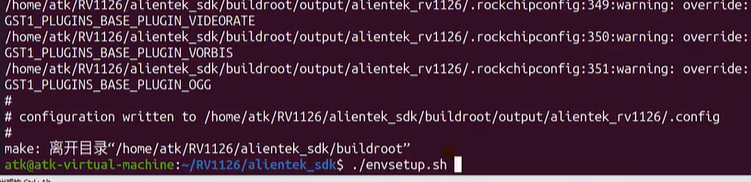 /home/atk/RV1126/alientek_sdk/buildroot/output/alientek_rv1126/.rockchipconfig:349:warning: override:
GST1_PLUGINS_BASE_PLUGIN_VIDEORATE
/home/atk/RV1126/alientek_sdk/buildroot/output/alientek_rv1126/.rockchipconfig:350:warning: override:
GST1_PLUGINS_BASE_PLUGIN_VORBIS
/home/atk/RV1126/alientek_sdk/buildroot/output/alientek_rv1126/.rockchipconfig:351:warning: override:
GST1_PLUGINS_BASE_PLUGIN_OGG
#
# configuration written to /home/atk/RV1126/alientek_sdk/buildroot/output/alientek_rv1126/.config
#
make: 离开目录“/home/atk/RV1126/alientek_sdk/buildroot”
atk@atk-virtual-machine:~/RV1126/alientek_sdk$ ./envsetup.sh